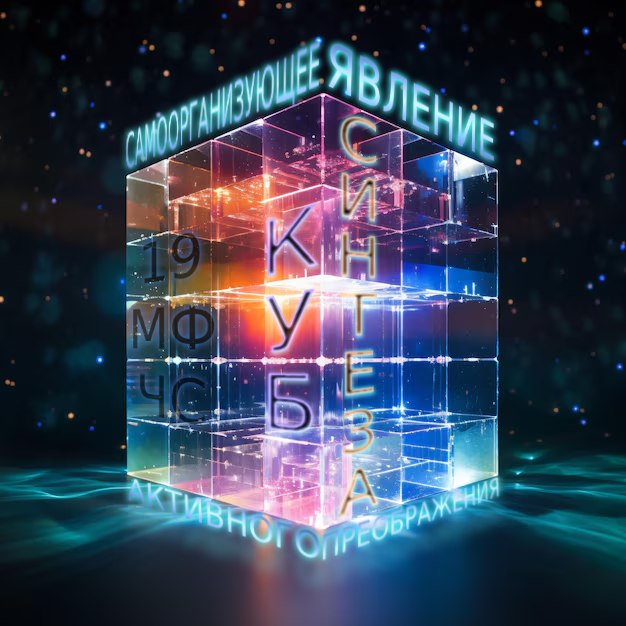 САМООРГАНИЗУЮЩЕЕ ЯВЛЕНИЕ
19
МФ
ЧС
КУБ
СИНТЕЗА
АКТИВНОГО ПРЕОБРАЖЕНИЯ